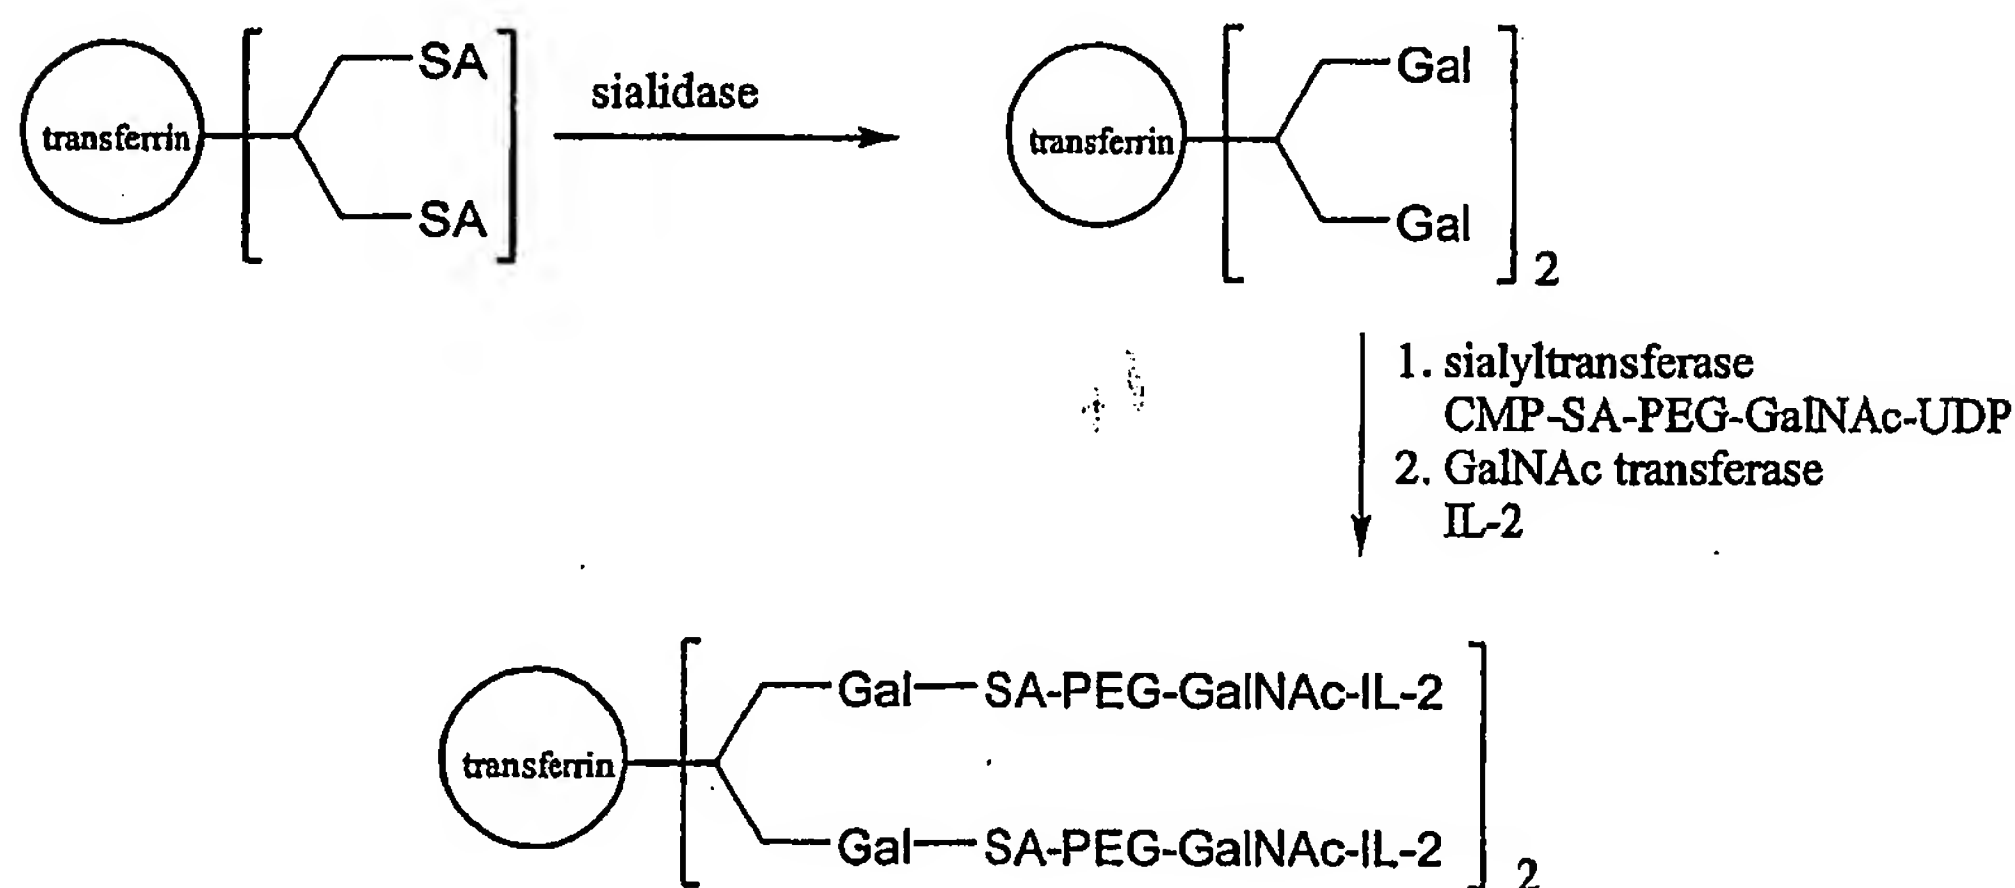 SA
sialidase
Gal
transferrin
transferrin
SA
Gal
2
1. sialyltransferase
CMP-SA-PEG-GalNAc-UDP
2. GalNAc transferase
IL-2
Gal—SA-PEG-GalNAc-IL-2
transferrin
Gal—SA-PEG-GalNAc-IL-2
2